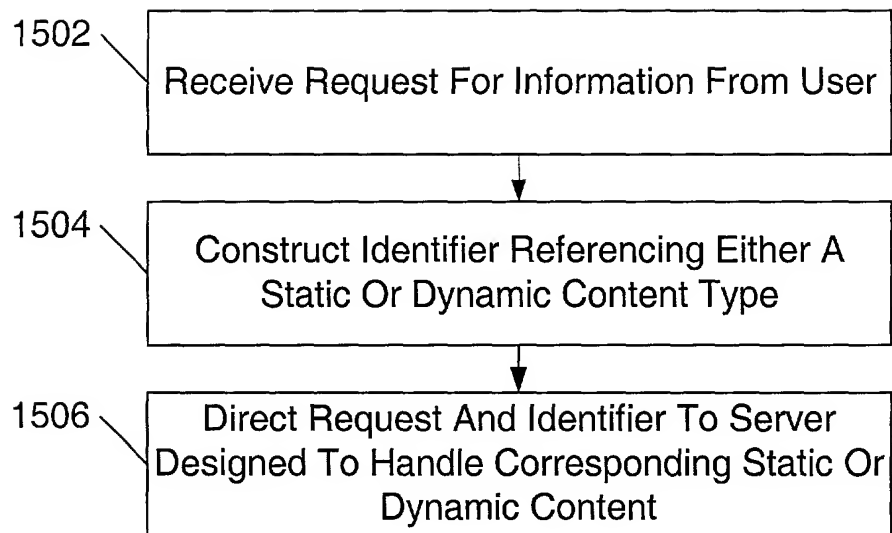 1502
Receive Request For Information From User
1504
Construct Identifier Referencing Either A
Static Or Dynamic Content Type
1506
Direct Request And Identifier To Server
Designed To Handle Corresponding Static Or
Dynamic Content